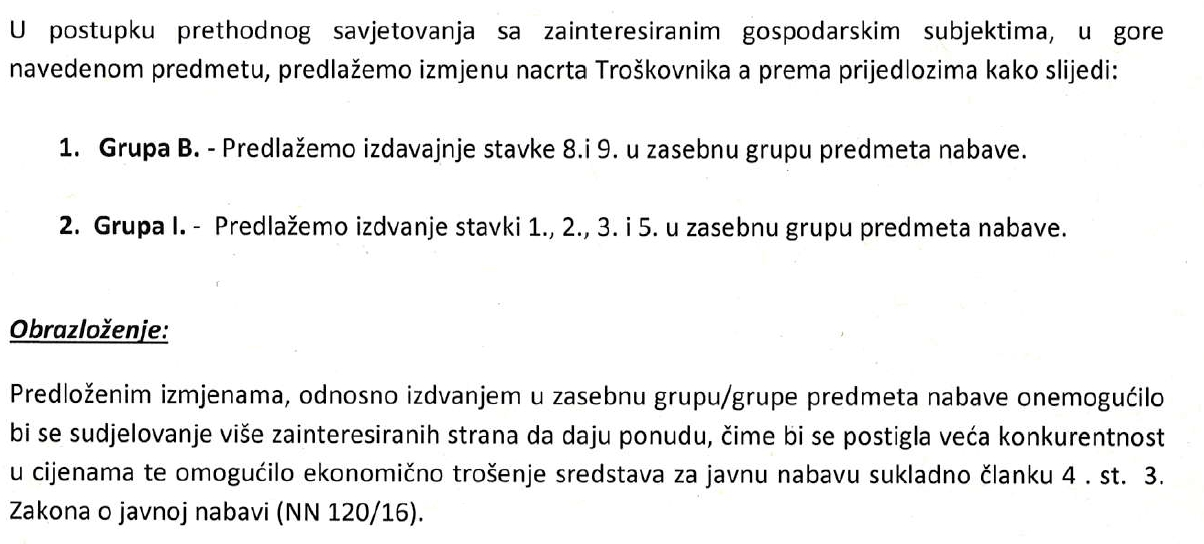 U postupku prethodnog savjetovanja sa zainteresiranim gospodarskim subjektima, u gore
navedenom predmetu, predlažemo izmjenu nacrta Troškovnika a prema prijedlozima kako slijedi:
1. Grupa B. - Predlažemo izdavajnje stavke 8.i 9. u zasebnu grupu predmeta nabave.
2. Grupa I. - Predlažemo izdvanje stavki 1., 2., 3. i 5. u zasebnu grupu predmeta nabave.
Obrazloženje:
Predloženim izmjenama, odnosno izdvanjem u zasebnu grupu/grupe predmeta nabave onemogućilo
bi se sudjelovanje više zainteresiranih strana da daju ponudu, čime bi se postigla veća konkurentnost
u cijenama te omogućilo ekonomično trošenje sredstava za javnu nabavu sukladno članku 4 . st. 3.
Zakona o javnoj nabavi (NN 120/16).